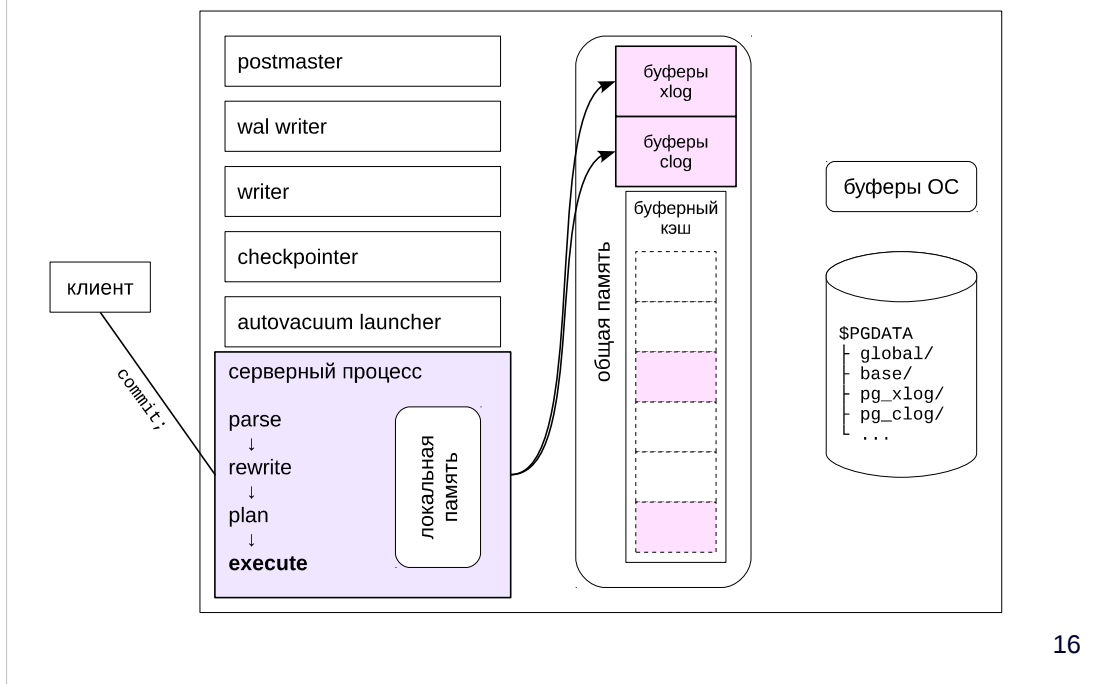 postmaster
wal writer
writer
checkpointer
autovacuum launcher
клиент
commit;
серверный процесс
parse
↓
rewrite
↓
plan
↓
execute
локальная
память
общая память
буферы
xlog
буферы
clog
буферный
кэш
буферы ОС
$PGDATA
├ global/
├ base/
├ pg_xlog/
├ pg_clog/
└ ...
16